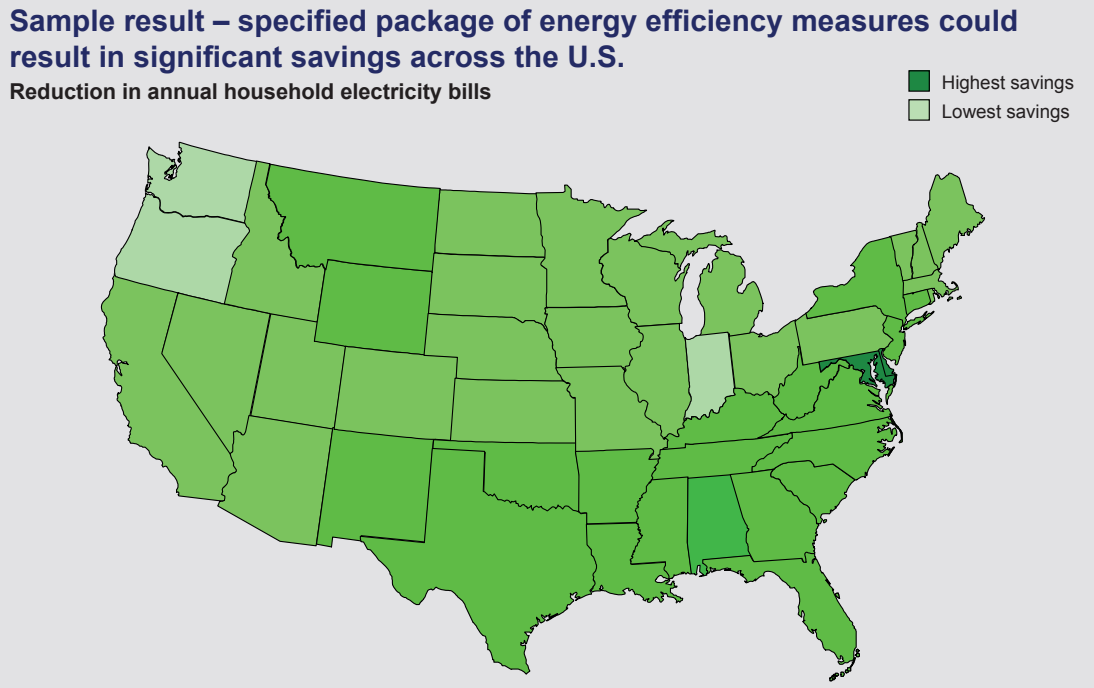 Sample result – specified package of energy efficiency measures could
result in significant savings across the U.S.
Reduction in annual household electricity bills
Highest savings
Lowest savings